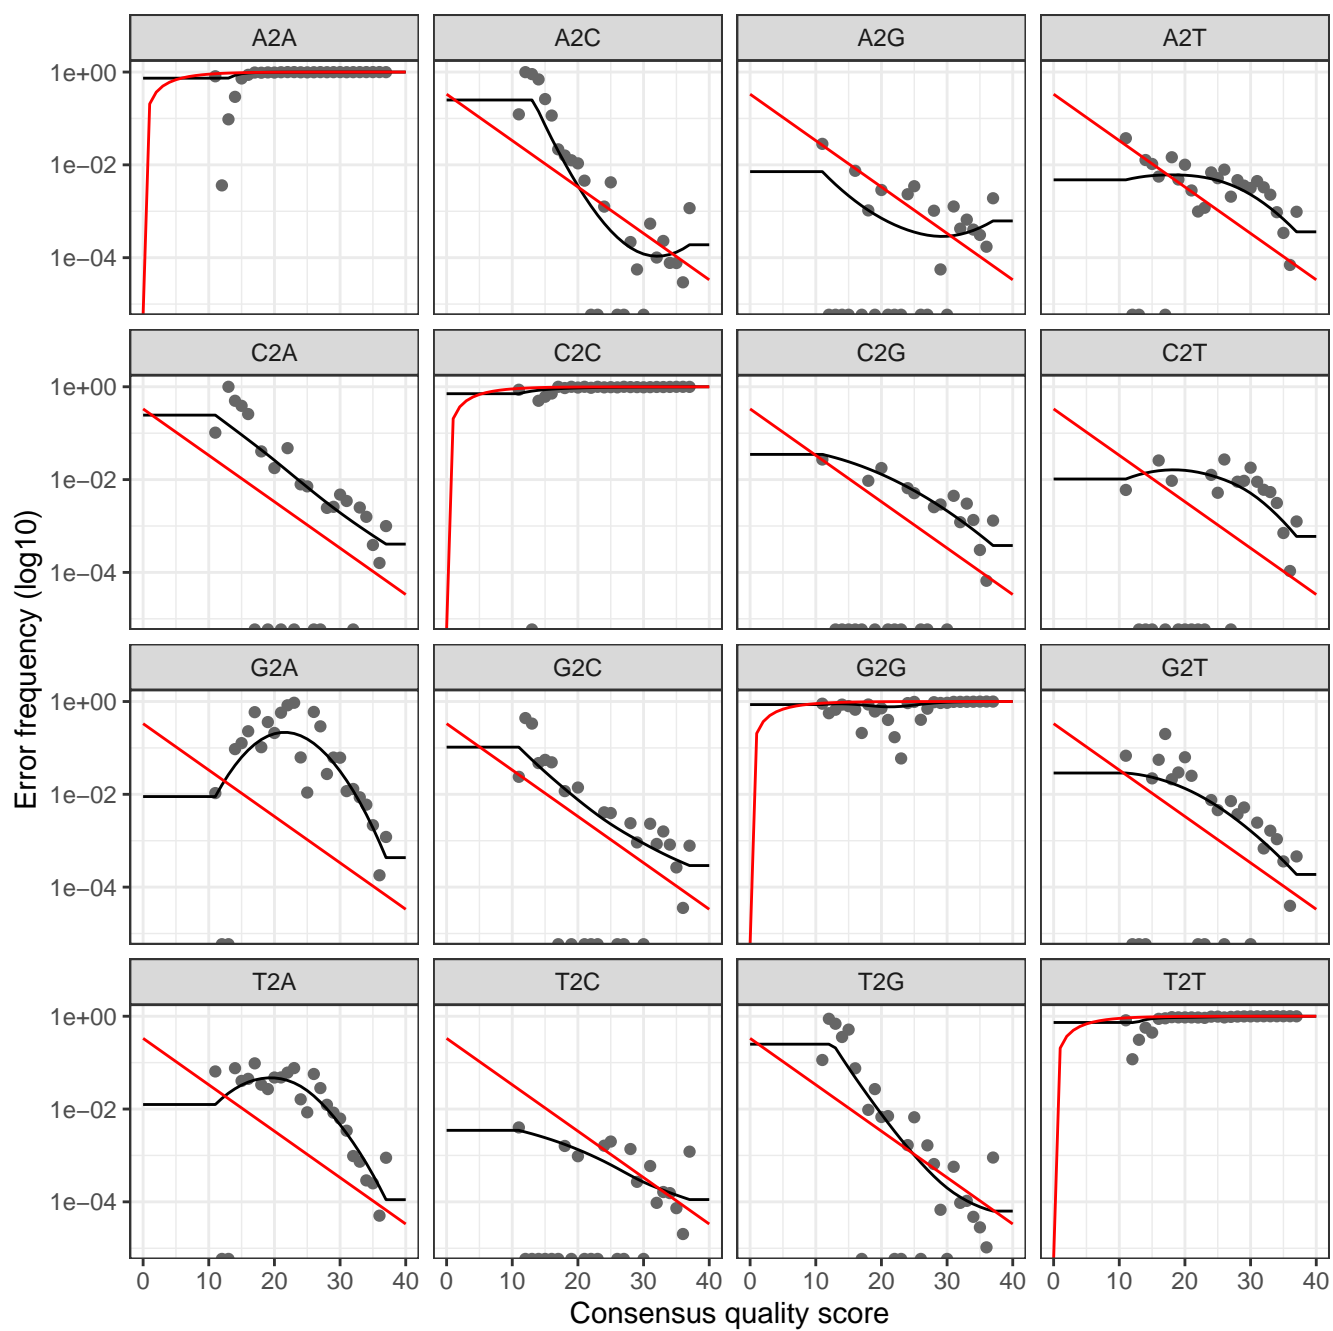 A2A A2C A2G A2T
1e+00
1e−02
1e−04
C2A C2C C2G C2T
1e+00
1e−02
1e−04
G2A G2C G2G G2T
1e+00
1e−02
1e−04
T2A T2C T2G T2T
1e+00
1e−02
1e−04
0 10 20 30 40 0 10 20 30 40 0 10 20 30 40 0 10 20 30 40
Consensus quality score
Error frequency (log10)